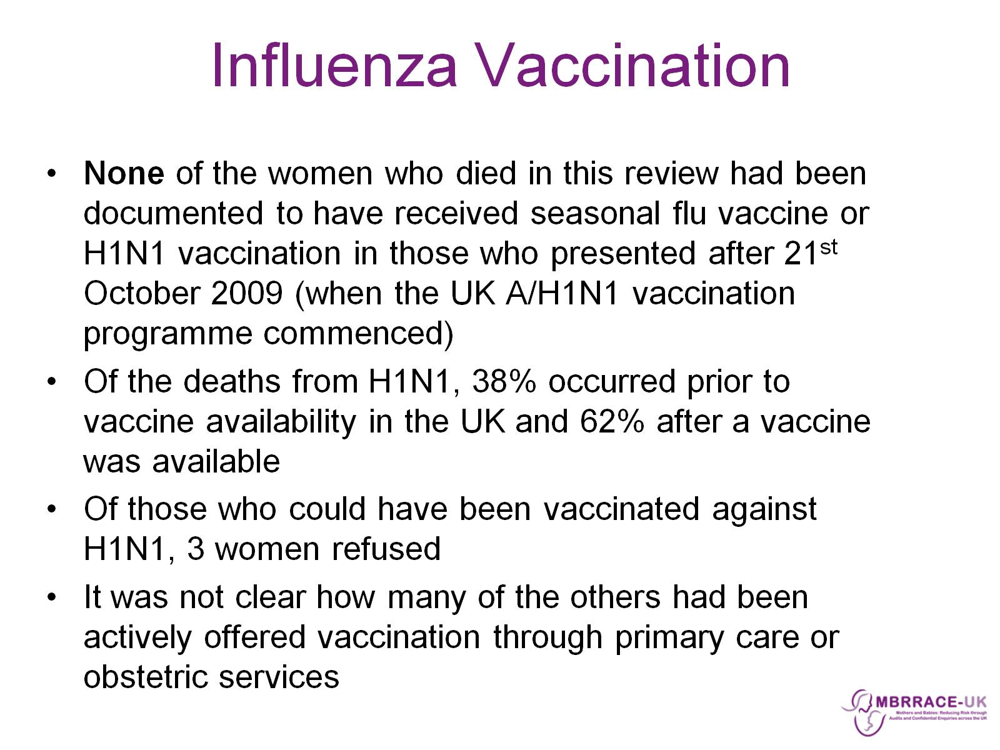 Influenza Vaccination
• None of the women who died in this review had been
documented to have received seasonal flu vaccine or
H1N1 vaccination in those who presented after 21st
October 2009 (when the UK A/H1N1 vaccination
programme commenced)
• Of the deaths from H1N1, 38% occurred prior to
vaccine availability in the UK and 62% after a vaccine
was available
• Of those who could have been vaccinated against
H1N1, 3 women refused
• It was not clear how many of the others had been
actively offered vaccination through primary care or
obstetric services
MBRRACE-UK
Mothers and Babies: Reducing Risk through
Audits and Confidential Enquiries across the UK